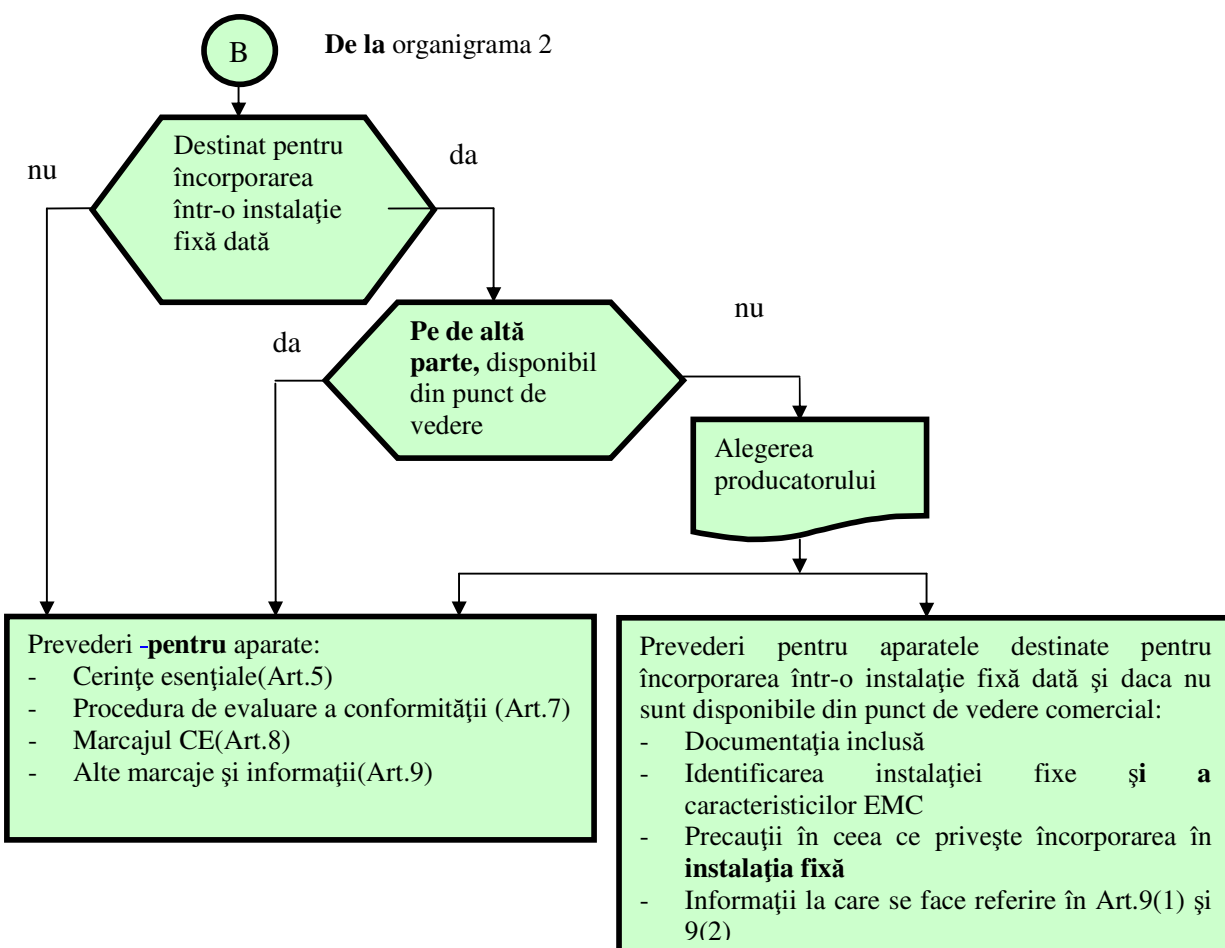 B
De la organigrama 2
Destinat pentru
încorporarea
într-o instalaţie
fixă dată
nu
da
Pe de altă
parte, disponibil
din punct de
vedere
da
nu
Alegerea
producatorului
Prevederi -pentru aparate:
- Cerinţe esenţiale(Art.5)
- Procedura de evaluare a conformităţii (Art.7)
- Marcajul CE(Art.8)
- Alte marcaje şi informaţii(Art.9)
Prevederi pentru aparatele destinate pentru
încorporarea într-o instalaţie fixă dată şi daca nu
sunt disponibile din punct de vedere comercial:
- Documentaţia inclusă
- Identificarea instalaţiei fixe şi a
caracteristicilor EMC
- Precauţii în ceea ce priveşte încorporarea în
instalaţia fixă
- Informaţii la care se face referire în Art.9(1) şi
9(2)